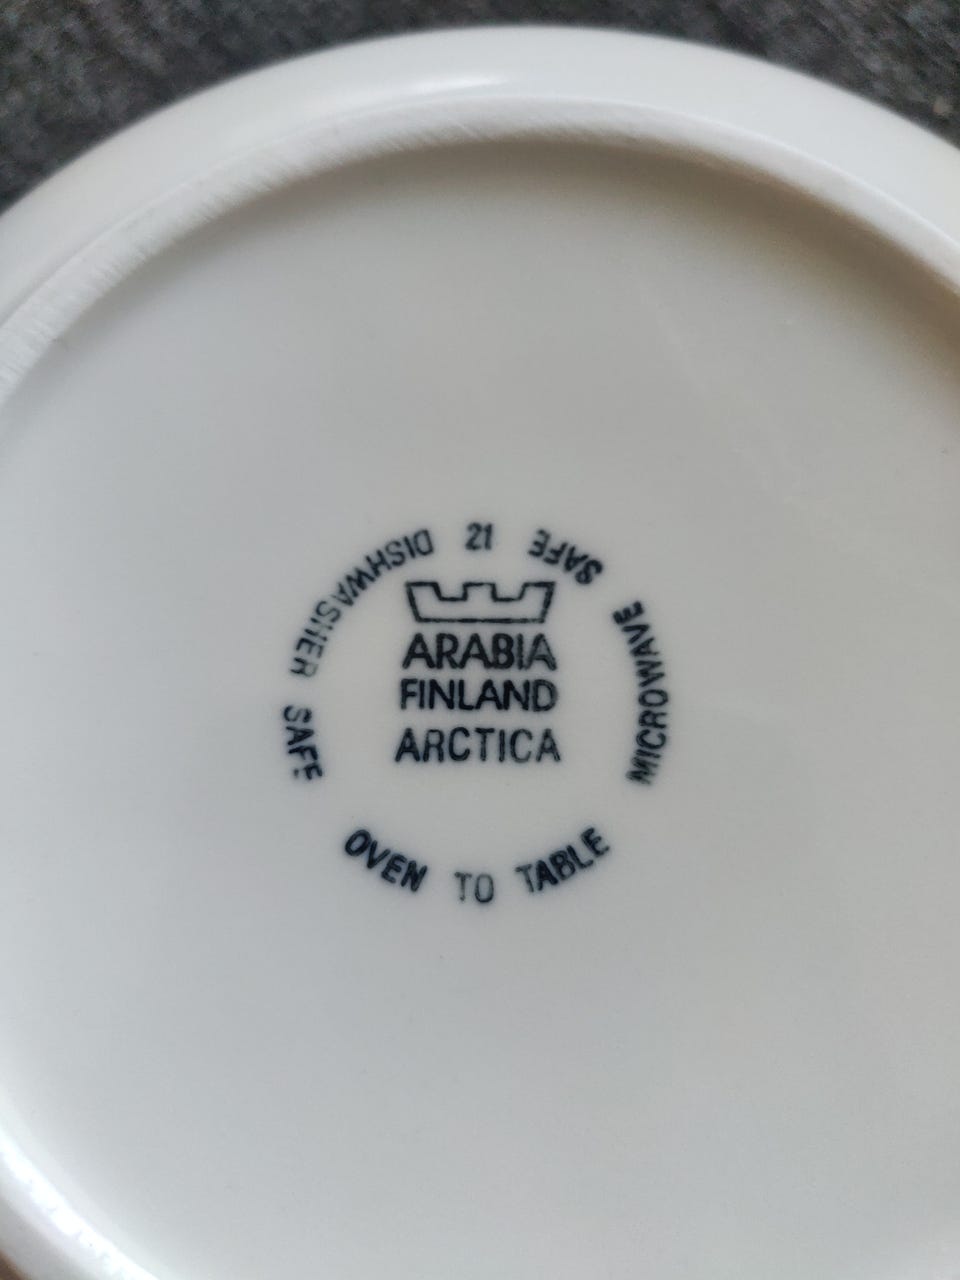 ARABIA
FINLAND
ARCTICA
DISHWASHER SAFE
OVEN TO TABLE
MICROWAVE SAFE
21